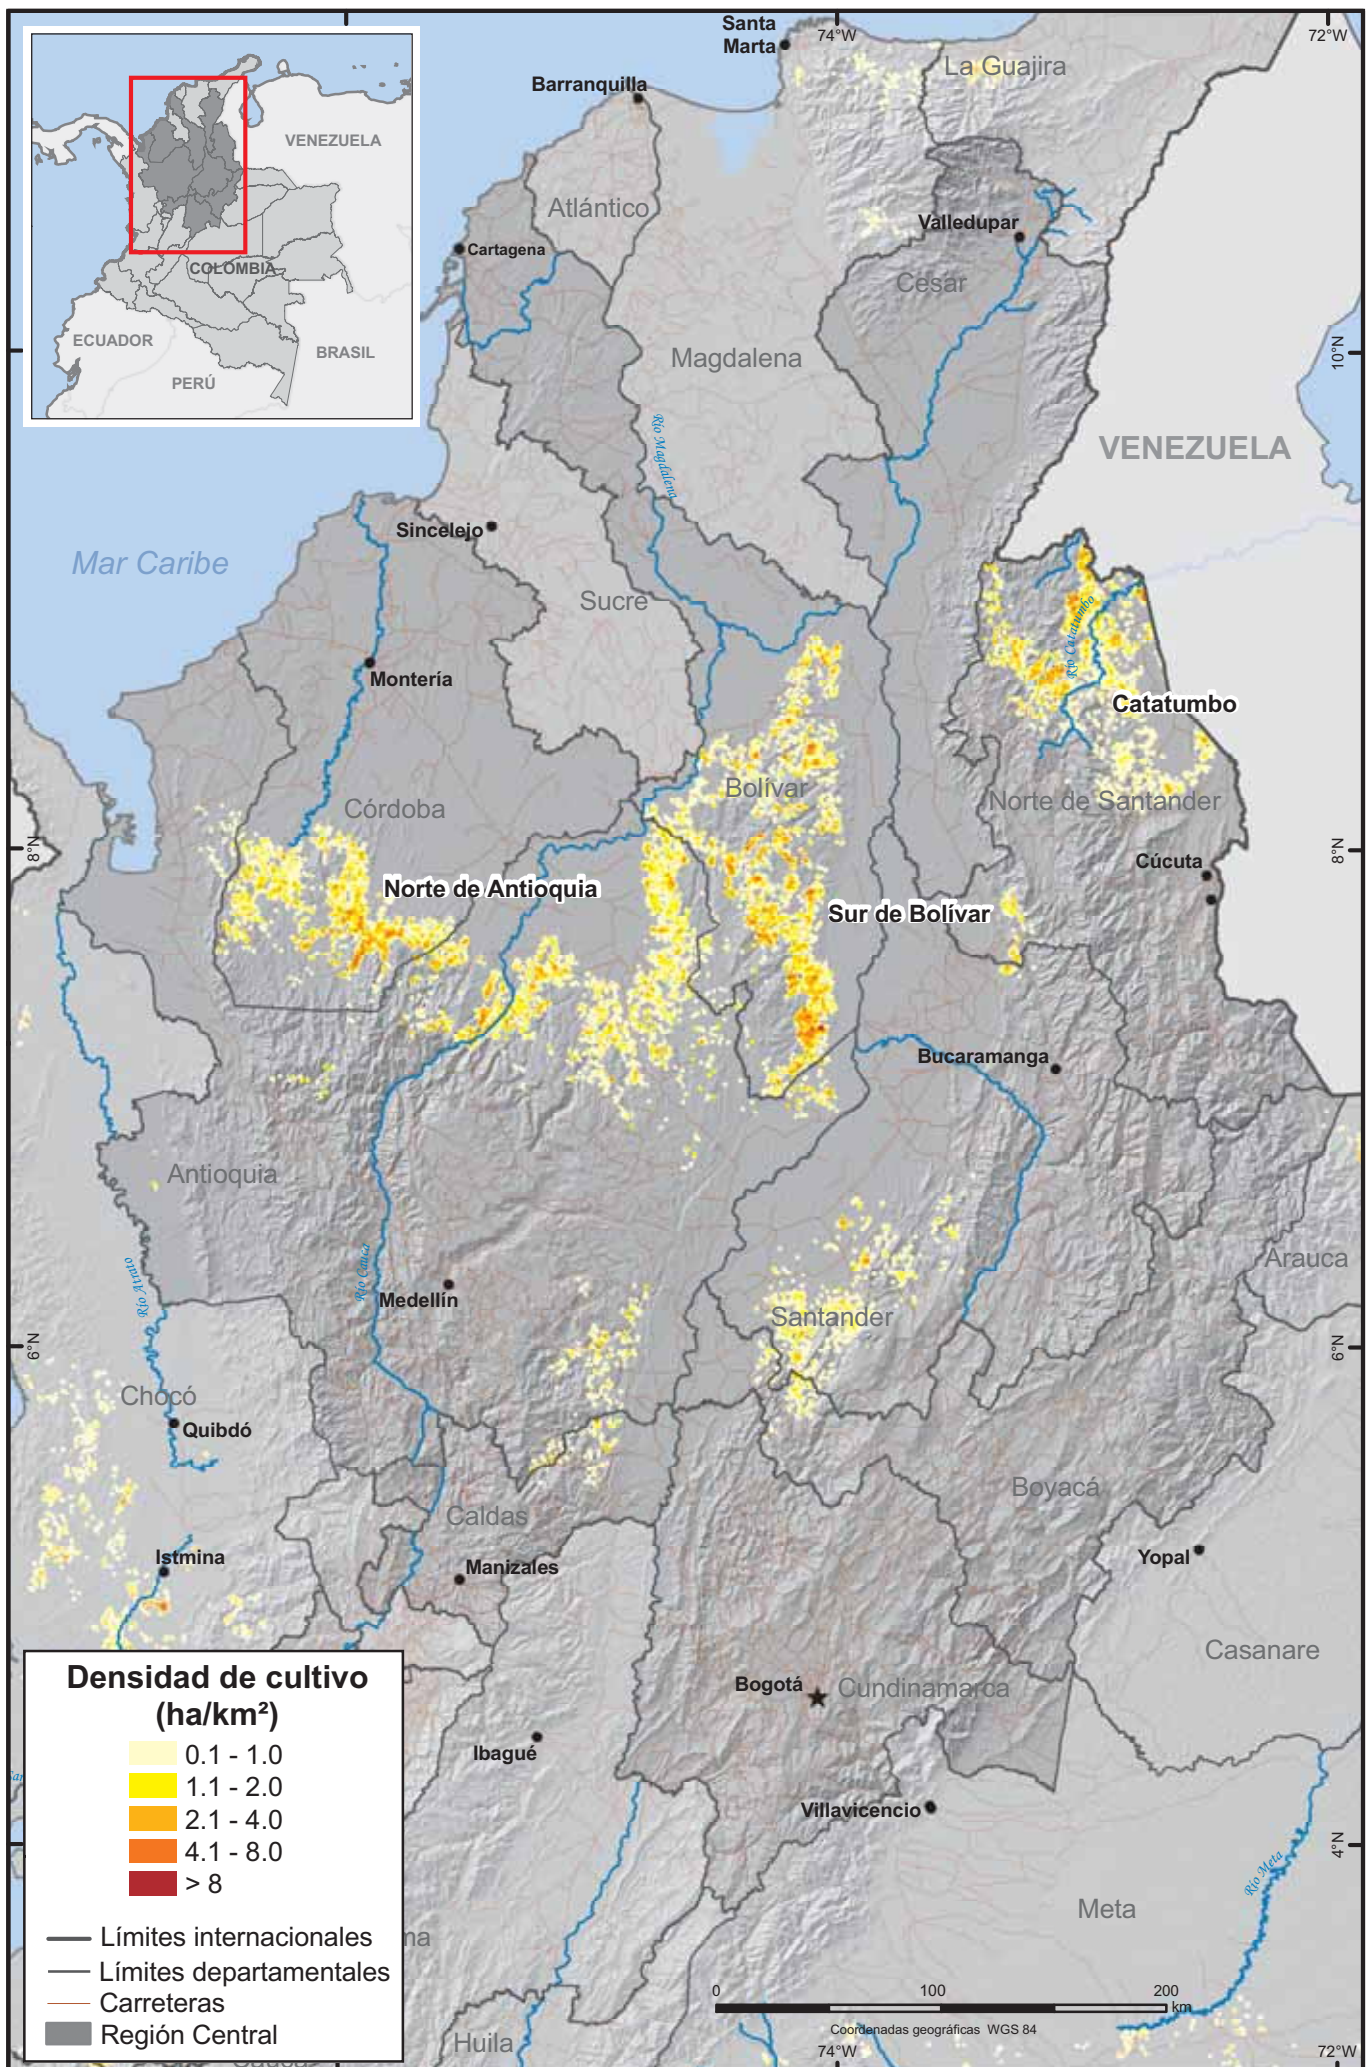 Santa
Marta
74°W
72°W
La Guajira
Barranquilla
VENEZUELA
COLOMBIA
ECUADOR
BRASIL
PERÚ
Atlántico
Valledupar
Cartagena
Cesar
Magdalena
10°N
Río Magdalena
VENEZUELA
Sincelejo
Mar Caribe
Sucre
Río Catatumbo
Montería
Catatumbo
Bolívar
Norte de Santander
Córdoba
8°N
8°N
Cúcuta
Norte de Antioquia
Sur de Bolívar
Bucaramanga
Antioquia
Río Atrato
Río Cauca
Arauca
Medellín
Santander
6°N
6°N
Chocó
Quibdó
Boyacá
Caldas
Istmina
Yopal
Manizales
Casanare
Densidad de cultivo
(ha/km²)
0.1 - 1.0
1.1 - 2.0
2.1 - 4.0
4.1 - 8.0
> 8
Límites internacionales
Límites departamentales
Carreteras
Región Central
Bogotá
Cundinamarca
Ibagué
Villavicencio
4°N
Río Meta
Meta
ma
0
100
200
km
Coordenadas geográficas WGS 84
Huila
74°W
72°W